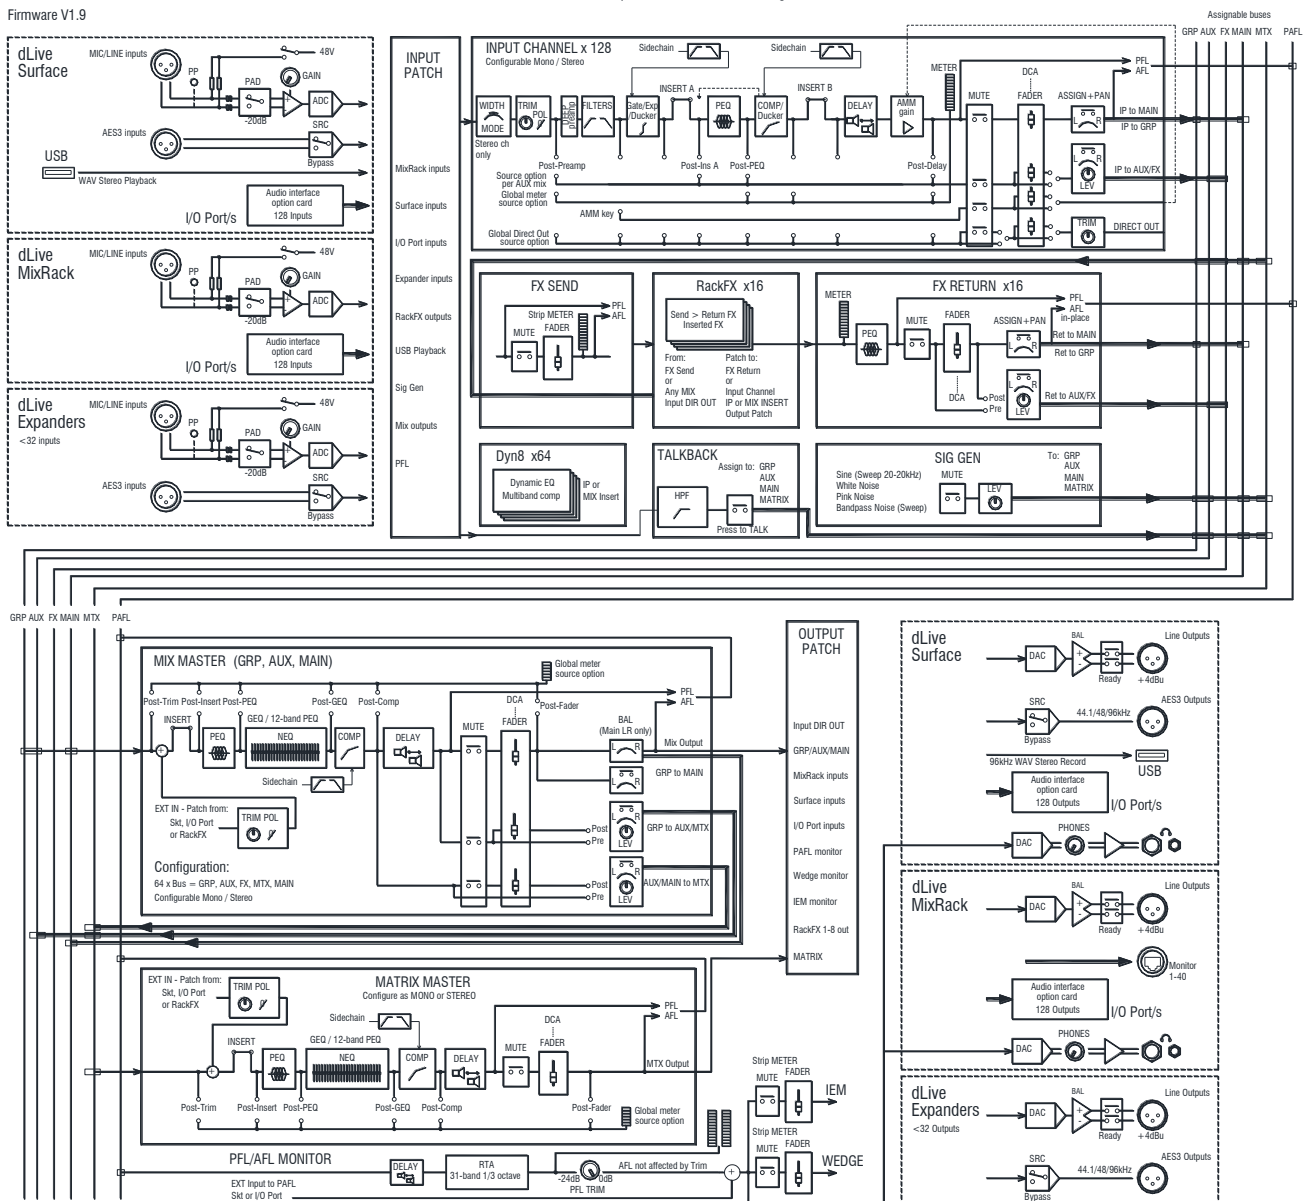 Firmware V1.9
Assignable buses
GRP AUX FX MAIN MTX PAFL
dLive
Surface
MIC/LINE inputs
PP
48V
GAIN
PAD
-20dB
ADC
AES3 inputs
SRC
Bypass
USB
WAV Stereo Playback
Audio interface
option card
128 Inputs
I/O Port/s
dLive
MixRack
MIC/LINE inputs
PP
48V
GAIN
PAD
-20dB
ADC
Audio interface
option card
128 Inputs
I/O Port/s
dLive
Expanders
<32 inputs
MIC/LINE inputs
PP
48V
GAIN
PAD
-20dB
ADC
AES3 inputs
SRC
Bypass
INPUT
PATCH
MixRack inputs
Surface inputs
I/O Port inputs
Expander inputs
RackFX outputs
USB Playback
Sig Gen
Mix outputs
PFL
INPUT CHANNEL x 128
Configurable Mono / Stereo
Sidechain
Sidechain
METER
PFL
AFL
DCA
FADER
MUTE
ASSIGN+PAN
INSERT A
INSERT B
WIDTH
MODE
Stereo ch
only
TRIM
POL
DEEP
preamp
FILTERS
Gate/Exp
/Ducker
PEQ
COMP/
Ducker
DELAY
AMM
gain
L R
IP to MAIN
IP to GRP
L R
LEV
IP to AUX/FX
Post-Preamp
Post-Ins A
Post-PEQ
Post-Delay
Source option
per AUX mix
Global meter
source option
AMM key
Global Direct Out
source option
TRIM
DIRECT OUT
FX SEND
Strip METER
PFL
AFL
MUTE
FADER
RackFX x16
Send > Return FX
Inserted FX
From:
FX Send
or
Any MIX
Input DIR OUT
Patch to:
FX Return
or
Input Channel
IP or MIX INSERT
Output Patch
METER
FX RETURN x16
PFL
AFL
in-place
PEQ
MUTE
FADER
ASSIGN+PAN
DCA
L R
Ret to MAIN
Ret to GRP
Post
Pre
L R
LEV
Ret to AUX/FX
Dyn8 x64
Dynamic EQ
Multiband comp
IP or
MIX Insert
TALKBACK
Assign to: GRP
AUX
MAIN
MATRIX
HPF
Press to TALK
SIG GEN
Sine (Sweep 20-20kHz)
White Noise
Pink Noise
Bandpass Noise (Sweep)
MUTE
LEV
To: GRP
AUX
MAIN
MATRIX
GRP AUX FX MAIN MTX PAFL
MIX MASTER (GRP, AUX, MAIN)
Global meter
source option
Post-Trim
Post-Insert
Post-PEQ
Post-GEQ
Post-Comp
Post-Fader
PFL
AFL
INSERT
PEQ
GEQ / 12-band PEQ
NEQ
COMP
DELAY
MUTE
DCA
FADER
BAL
(Main LR only)
L R
Mix Output
L R
GRP to MAIN
Sidechain
EXT IN - Patch from:
Skt, I/O Port
or RackFX
TRIM POL
Post
Pre
L R
LEV
GRP to AUX/MTX
Post
Pre
L R
LEV
AUX/MAIN to MTX
Configuration:
64 x Bus = GRP, AUX, FX, MTX, MAIN
Configurable Mono / Stereo
MATRIX MASTER
Configure as MONO or STEREO
EXT IN - Patch from:
Skt, I/O Port
or RackFX
TRIM POL
Sidechain
INSERT
GEQ / 12-band PEQ
PEQ
NEQ
COMP
DELAY
MUTE
DCA
FADER
PFL
AFL
MTX Output
Post-Trim
Post-Insert
Post-PEQ
Post-GEQ
Post-Comp
Post-Fader
Global meter
source option
PFL/AFL MONITOR
EXT Input to PAFL
Skt or I/O Port
DELAY
RTA
31-band 1/3 octave
-24dB
0dB
PFL TRIM
AFL not affected by Trim
Strip METER
MUTE
FADER
IEM
Strip METER
MUTE
FADER
WEDGE
OUTPUT
PATCH
Input DIR OUT
GRP/AUX/MAIN
MixRack inputs
Surface inputs
I/O Port inputs
PAFL monitor
Wedge monitor
IEM monitor
RackFX 1-8 out
MATRIX
dLive
Surface
DAC
BAL
Ready
Line Outputs
+4dBu
SRC
Bypass
44.1/48/96kHz
AES3 Outputs
96kHz WAV Stereo Record
USB
Audio interface
option card
128 Outputs
I/O Port/s
DAC
PHONES
dLive
MixRack
DAC
BAL
Ready
Line Outputs
+4dBu
Monitor
1-40
Audio interface
option card
128 Outputs
I/O Port/s
DAC
PHONES
dLive
Expanders
<32 Outputs
DAC
BAL
Ready
Line Outputs
+4dBu
SRC
Bypass
44.1/48/96kHz
AES3 Outputs